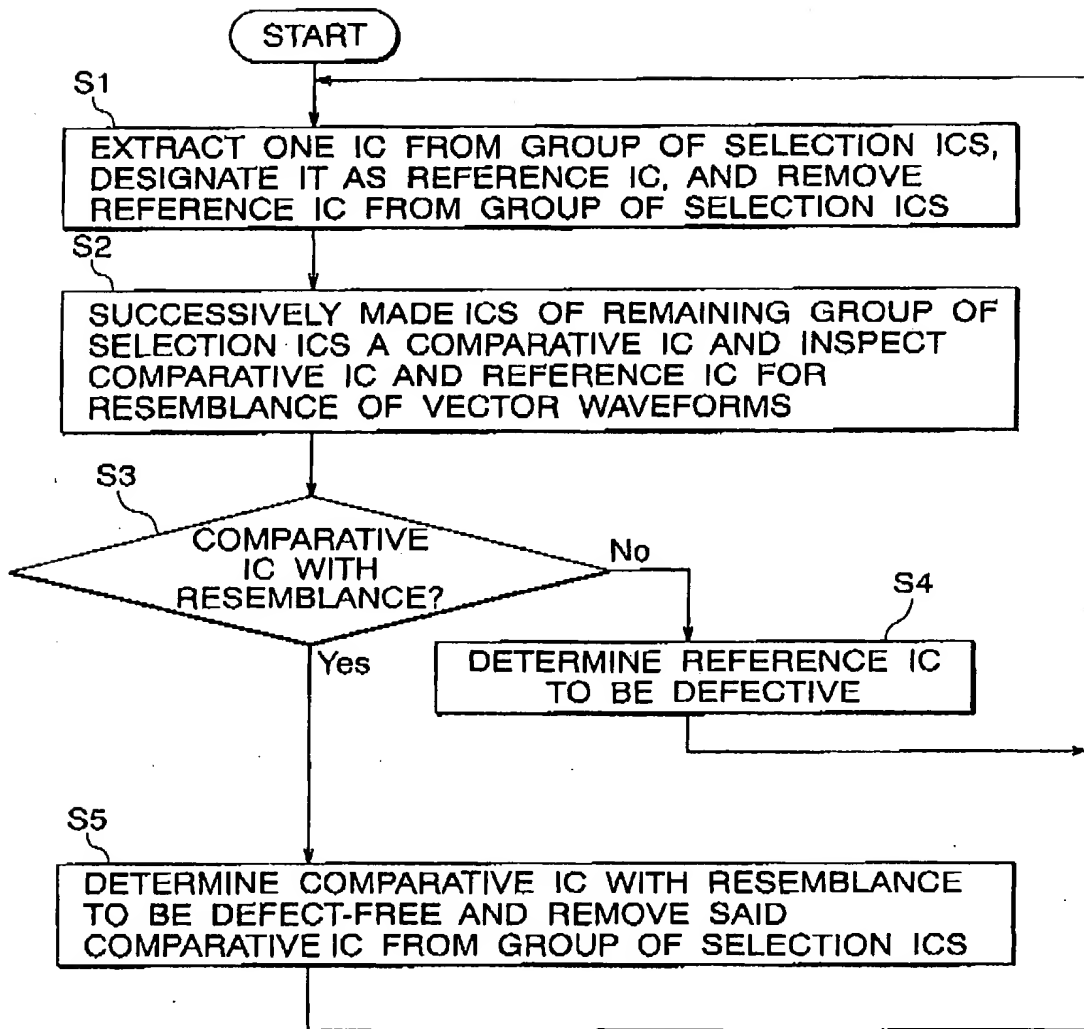 START
S1
EXTRACT ONE IC FROM GROUP OF SELECTION ICS,
DESIGNATE IT AS REFERENCE IC, AND REMOVE
REFERENCE IC FROM GROUP OF SELECTION ICS
S2
SUCCESSIVELY MADE ICS OF REMAINING GROUP OF
SELECTION ICS A COMPARATIVE IC AND INSPECT
COMPARATIVE IC AND REFERENCE IC FOR
RESEMBLANCE OF VECTOR WAVEFORMS
S3
COMPARATIVE
IC WITH
RESEMBLANCE?
No
Yes
S4
DETERMINE REFERENCE IC
TO BE DEFECTIVE
S5
DETERMINE COMPARATIVE IC WITH RESEMBLANCE
TO BE DEFECT-FREE AND REMOVE SAID
COMPARATIVE IC FROM GROUP OF SELECTION ICS